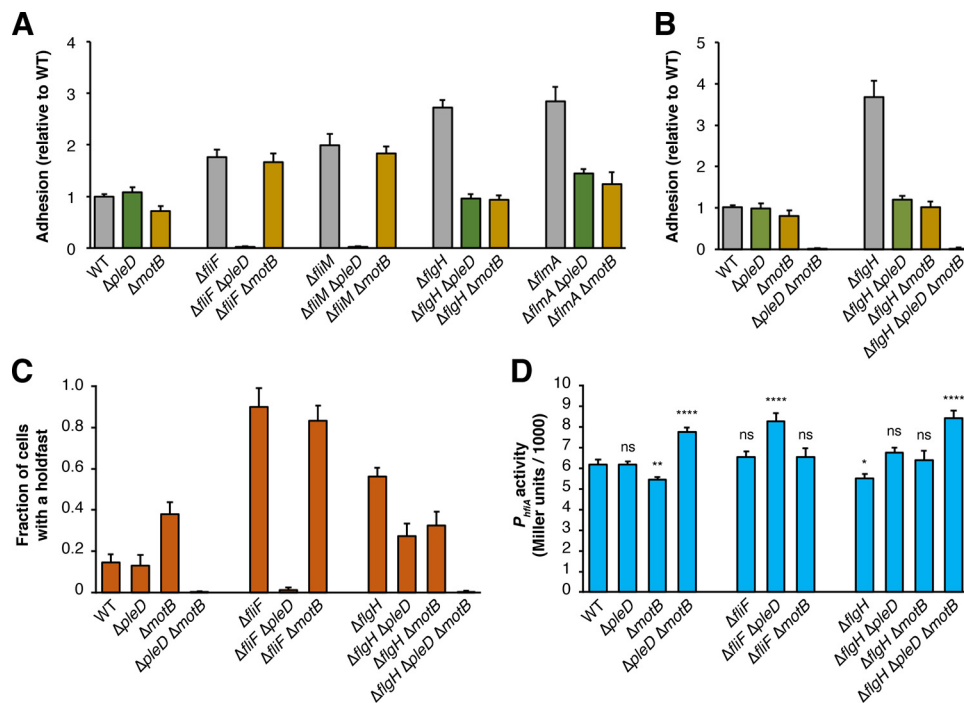 A
Adhesion (relative to WT)
4
3
2
1
0
WT
ΔpleD
ΔmotB
ΔfliF
ΔfliF ΔpleD
ΔfliF ΔmotB
ΔfliM
ΔfliM ΔpleD
ΔfliM ΔmotB
ΔflgH
ΔflgH ΔpleD
ΔflgH ΔmotB
ΔflmA
ΔflmA ΔpleD
ΔflmA ΔmotB
B
Adhesion (relative to WT)
5
4
3
2
1
0
WT
ΔpleD
ΔmotB
ΔpleD ΔmotB
ΔflgH
ΔflgH ΔpleD
ΔflgH ΔmotB
ΔflgH ΔpleD ΔmotB
C
Fraction of cells
with a holdfast
1.0
0.8
0.6
0.4
0.2
0
WT
ΔpleD
ΔmotB
ΔpleD ΔmotB
ΔfliF
ΔfliF ΔpleD
ΔfliF ΔmotB
ΔflgH
ΔflgH ΔpleD
ΔflgH ΔmotB
ΔflgH ΔpleD ΔmotB
D
PhfiA activity
(Miller units / 1000)
10
9
8
7
6
5
4
3
2
1
0
ns
**
****
ns
****
ns
*
ns
ns
****
WT
ΔpleD
ΔmotB
ΔpleD ΔmotB
ΔfliF
ΔfliF ΔpleD
ΔfliF ΔmotB
ΔflgH
ΔflgH ΔpleD
ΔflgH ΔmotB
ΔflgH ΔpleD ΔmotB